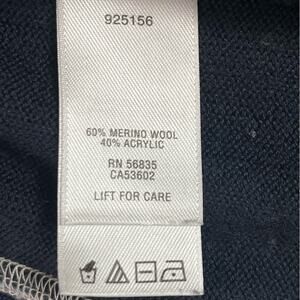 925156
60% MERINO WOOL
40% ACRYLIC
RN 56835
CA53602
LIFT FOR CARE